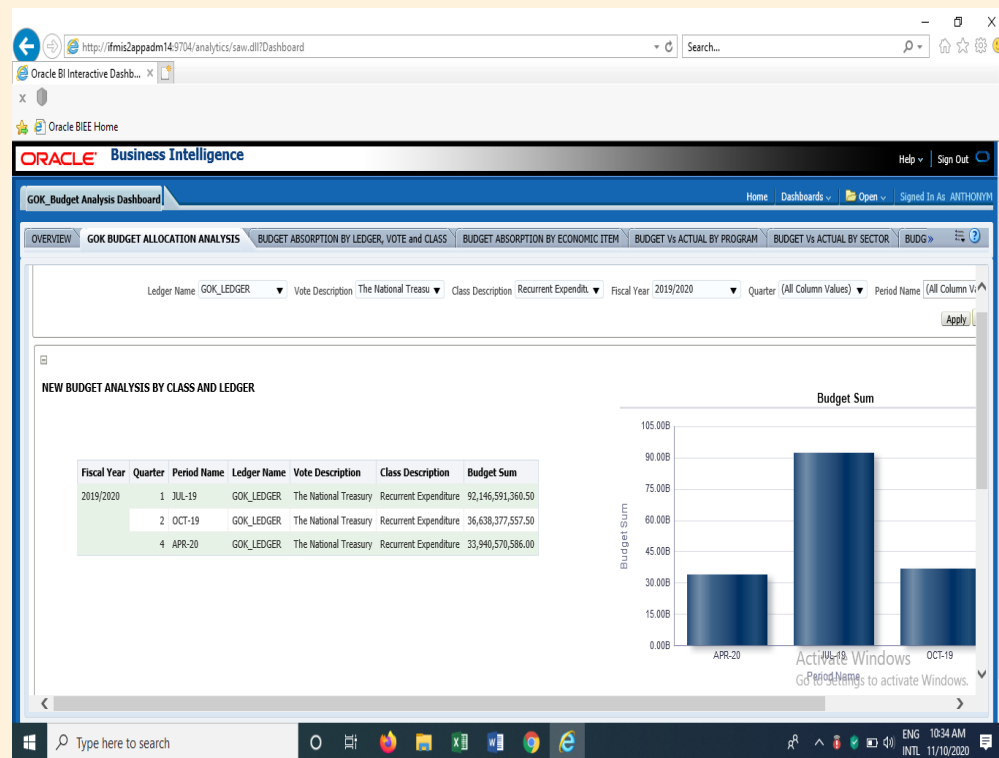 http://ifmis2appadm14:9704/analytics/saw.dll?Dashboard
Search...
Oracle BI Interactive Dashb...
Oracle BIEE Home
ORACLE Business Intelligence
Help
Sign Out
GOK_Budget Analysis Dashboard
Home
Dashboards
Open
Signed In As ANTHONYM
OVERVIEW
GOK BUDGET ALLOCATION ANALYSIS
BUDGET ABSORPTION BY LEDGER, VOTE and CLASS
BUDGET ABSORPTION BY ECONOMIC ITEM
BUDGET Vs ACTUAL BY PROGRAM
BUDGET Vs ACTUAL BY SECTOR
BUDG»
Ledger Name GOK_LEDGER
Vote Description The National Treasu
Class Description Recurrent Expendit
Fiscal Year 2019/2020
Quarter (All Column Values)
Period Name (All Column Va
Apply
NEW BUDGET ANALYSIS BY CLASS AND LEDGER
Fiscal Year Quarter Period Name Ledger Name Vote Description Class Description Budget Sum
2019/2020 1 JUL-19 GOK_LEDGER The National Treasury Recurrent Expenditure 92,146,591,360.50
2 OCT-19 GOK_LEDGER The National Treasury Recurrent Expenditure 36,638,377,557.50
4 APR-20 GOK_LEDGER The National Treasury Recurrent Expenditure 33,940,570,586.00
Budget Sum
105.00B
90.00B
75.00B
60.00B
45.00B
30.00B
15.00B
0.00B
Budget Sum
APR-20
JUL-19
OCT-19
Period Name
Activate Windows
Go to Settings to activate Windows.
Type here to search
ENG 10:34 AM
INTL 11/10/2020